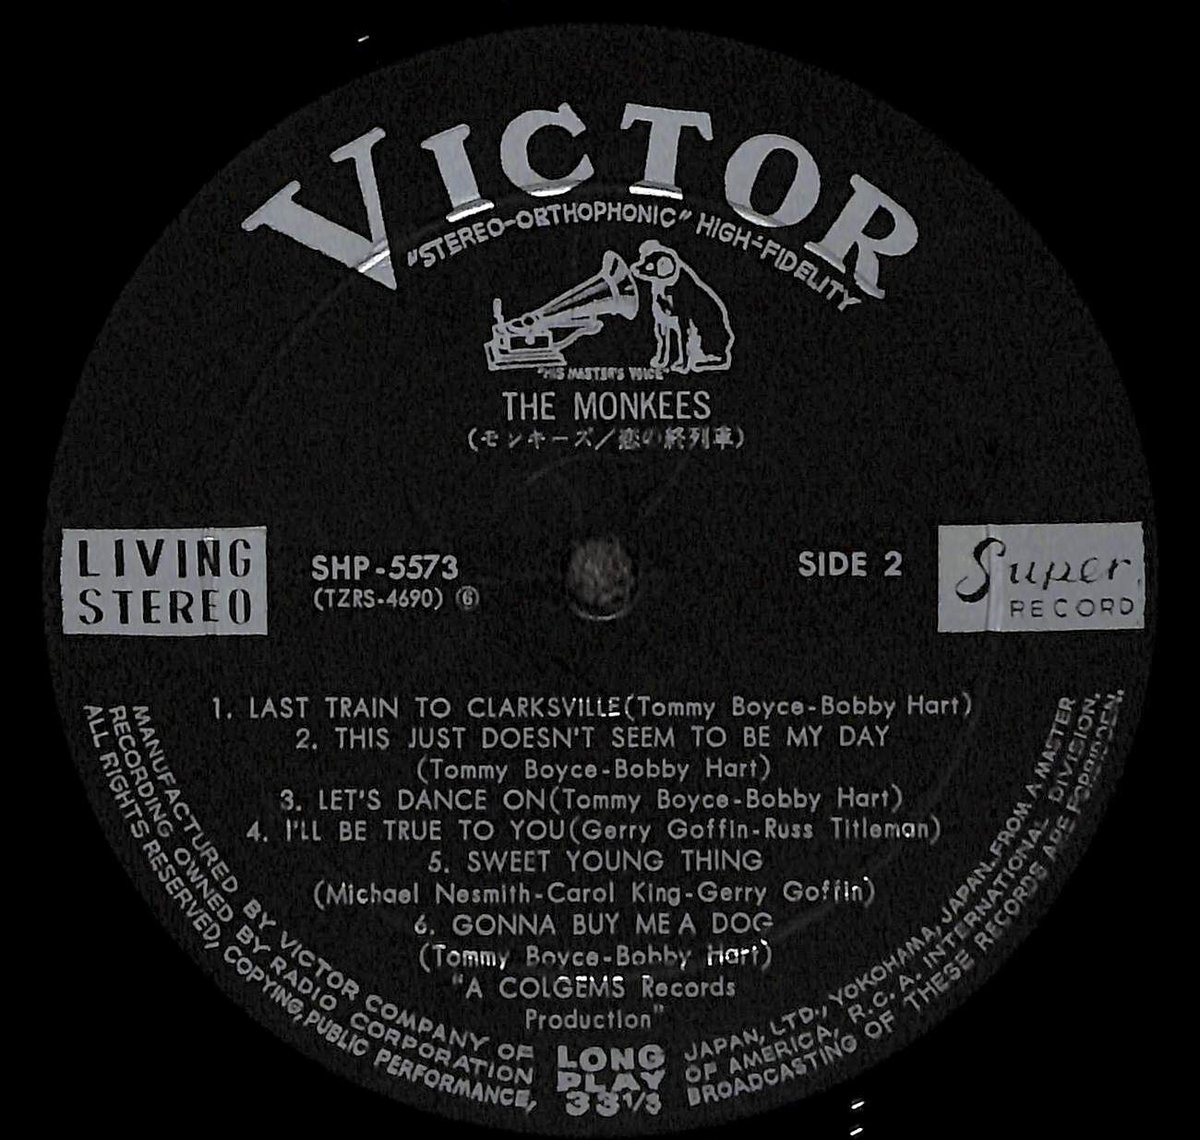 VICTOR
"STEREO-ORTHOPHONIC" HIGH-FIDELITY
"HIS MASTER'S VOICE"
THE MONKEES
(モンキーズ/恋の終列車)
LIVING
STEREO
SHP-5573
(TZRS-4690) ⑥
SIDE 2
Super
RECORD
1. LAST TRAIN TO CLARKSVILLE(Tommy Boyce-Bobby Hart)
2. THIS JUST DOESN'T SEEM TO BE MY DAY
(Tommy Boyce-Bobby Hart)
3. LET'S DANCE ON(Tommy Boyce-Bobby Hart)
4. I'LL BE TRUE TO YOU(Gerry Goffin-Russ Titleman)
5. SWEET YOUNG THING
(Michael Nesmith-Carol King-Gerry Goffin)
6. GONNA BUY ME A DOG
(Tommy Boyce-Bobby Hart)
"A COLGEMS Records
Production"
LONG
PLAY
33 1/3
MANUFACTURED BY VICTOR COMPANY OF JAPAN, LTD., YOKOHAMA, JAPAN. FROM A MASTER
RECORDING OWNED BY RADIO CORPORATION OF AMERICA, R.C.A. INTERNATIONAL DIVISION.
ALL RIGHTS RESERVED, COPYING, PUBLIC PERFORMANCE, BROADCASTING OF THESE RECORDS ARE FORBIDDEN.